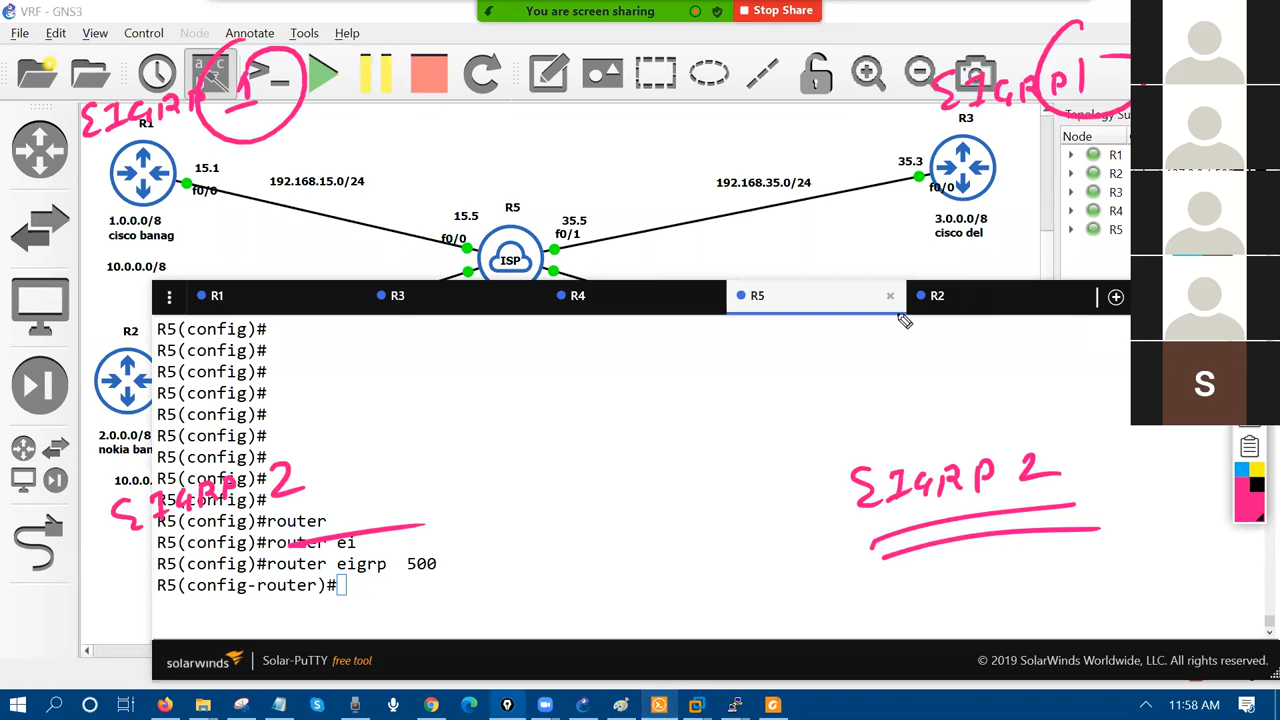 VRF - GNS3
You are screen sharing
Stop Share
File Edit View Control Node Annotate Tools Help
EIGRP 1
EIGRP 1
R1
R3
Topology Su
Node
R1
R2
R3
R4
R5
15.1
f0/0
192.168.15.0/24
192.168.35.0/24
35.3
f0/0
1.0.0.0/8
cisco banag
3.0.0.0/8
cisco del
R5
15.5
35.5
f0/0
f0/1
ISP
10.0.0.0/8
R1 R3 R4 R5 R2
R2
2.0.0.0/8
nokia ban
10.0.0
R5(config)#
R5(config)#
R5(config)#
R5(config)#
R5(config)#
R5(config)#
R5(config)#
R5(config)#
R5(config)#
R5(config)#router
R5(config)#router ei
R5(config)#router eigrp  500
R5(config-router)#
EIGRP 2
EIGRP 2
S
solarwinds Solar-PuTTY free tool
© 2019 SolarWinds Worldwide, LLC. All rights reserved.
11:58 AM